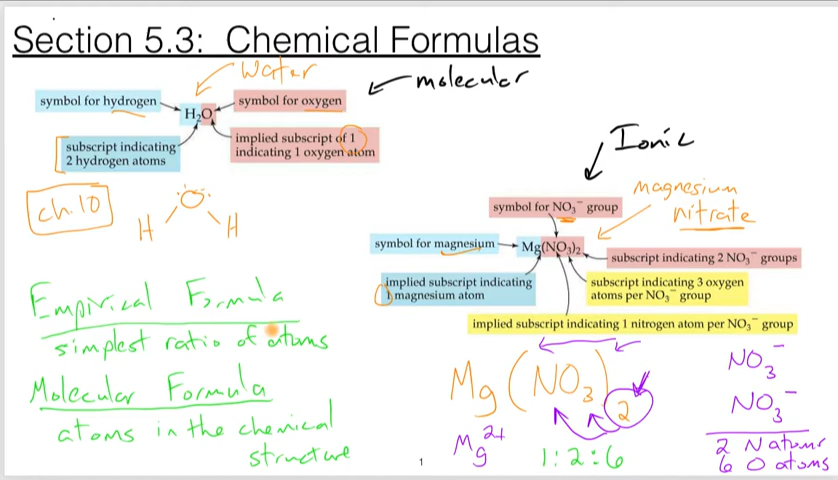 Section 5.3: Chemical Formulas
water
molecular
symbol for hydrogen
symbol for oxygen
H₂O
subscript indicating
2 hydrogen atoms
implied subscript of 1
indicating 1 oxygen atom
Ionic
ch.10
H O H
magnesium
nitrate
symbol for NO₃⁻ group
symbol for magnesium
Mg(NO₃)₂
subscript indicating 2 NO₃⁻ groups
implied subscript indicating
1 magnesium atom
subscript indicating 3 oxygen
atoms per NO₃⁻ group
implied subscript indicating 1 nitrogen atom per NO₃⁻ group
Empirical Formula
simplest ratio of atoms
Molecular Formula
atoms in the chemical
structure
Mg(NO₃)₂
Mg²⁺
1:2:6
NO₃⁻
NO₃⁻
2 N atoms
6 O atoms
1